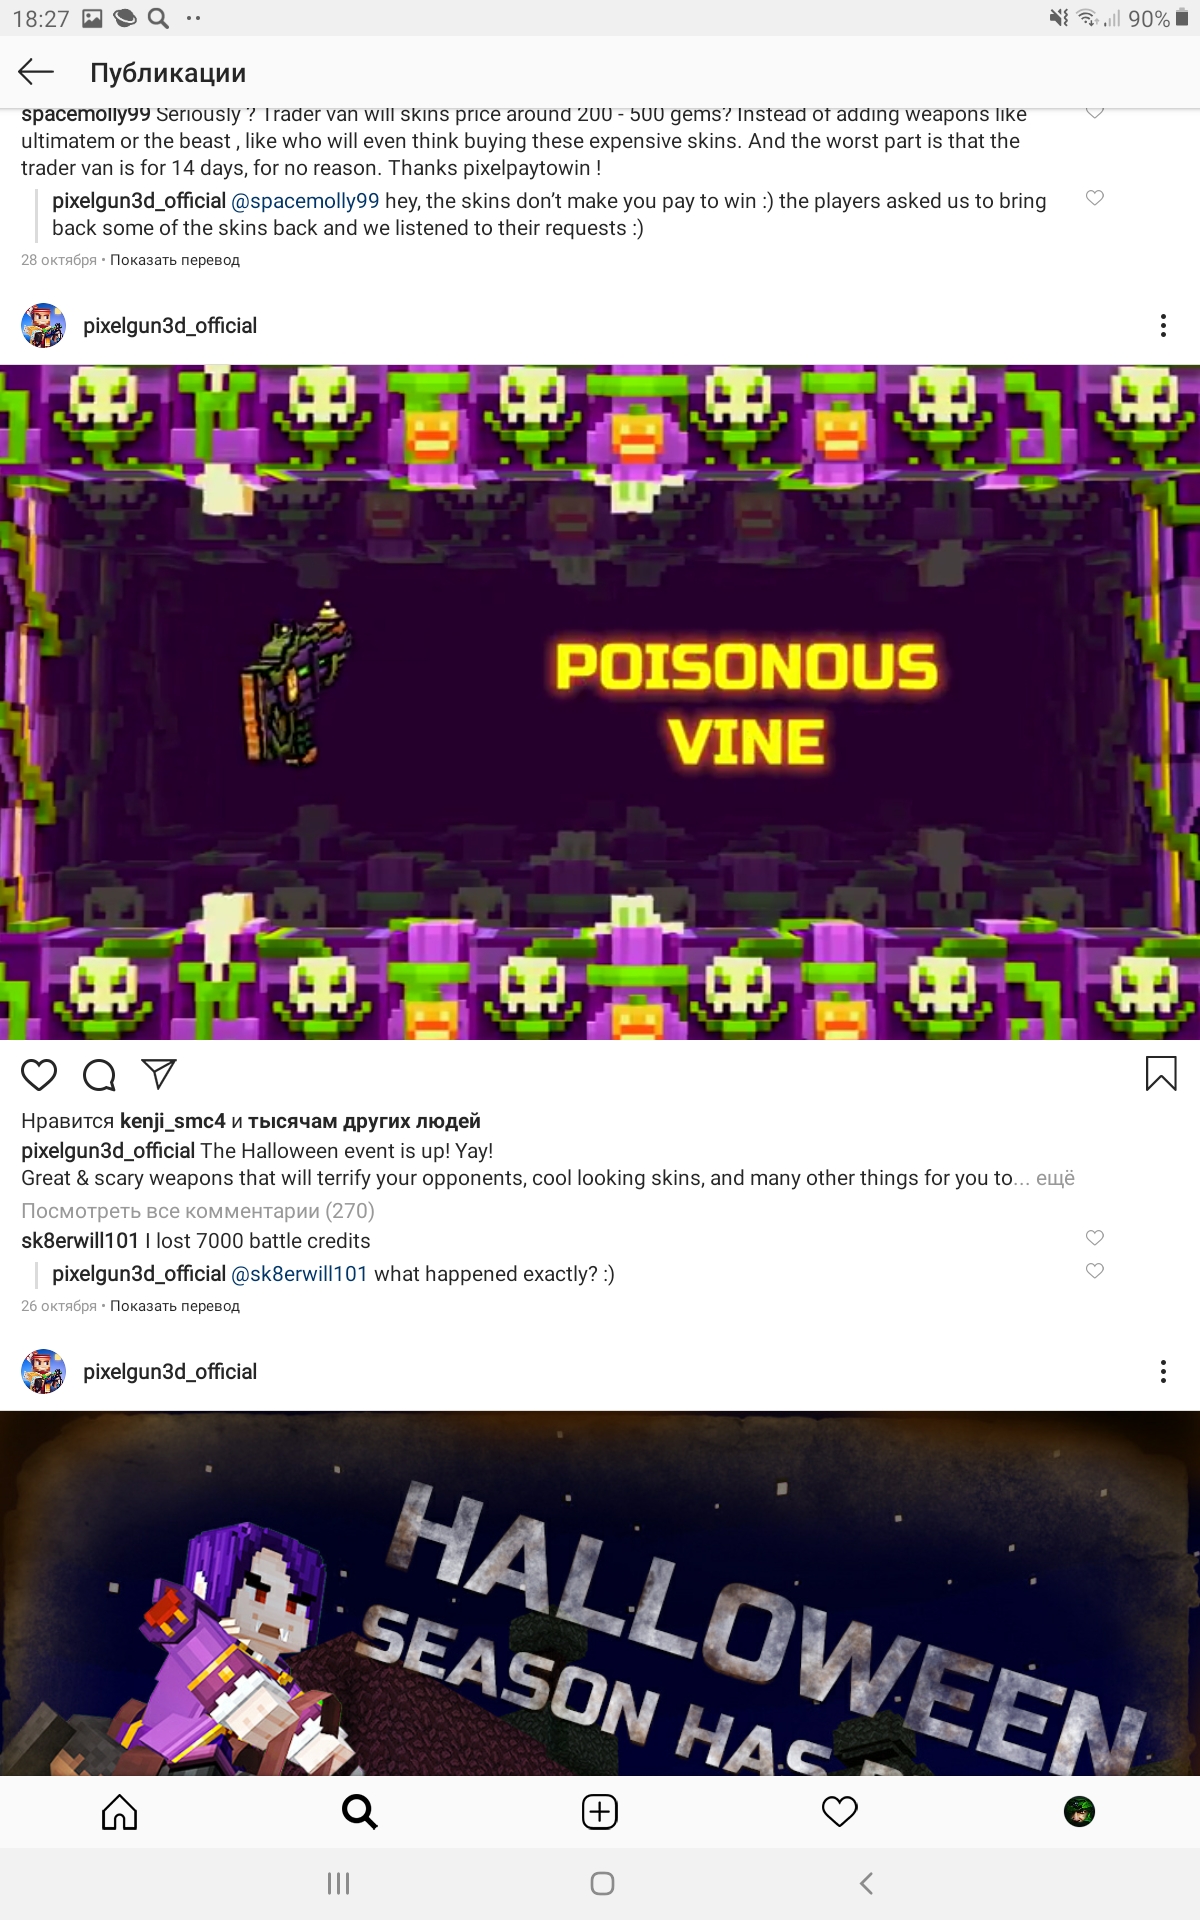 18:27
90%
Публикации
spacemolly99 Seriously ? Trader van will skins price around 200 - 500 gems? Instead of adding weapons like
ultimatem or the beast , like who will even think buying these expensive skins. And the worst part is that the
trader van is for 14 days, for no reason. Thanks pixelpaytowin !
pixelgun3d_official @spacemolly99 hey, the skins don’t make you pay to win :) the players asked us to bring
back some of the skins back and we listened to their requests :)
28 октября • Показать перевод
pixelgun3d_official
POISONOUS
VINE
Нравится kenji_smc4 и тысячам других людей
pixelgun3d_official The Halloween event is up! Yay!
Great & scary weapons that will terrify your opponents, cool looking skins, and many other things for you to... ещё
Посмотреть все комментарии (270)
sk8erwill101 I lost 7000 battle credits
pixelgun3d_official @sk8erwill101 what happened exactly? :)
26 октября • Показать перевод
pixelgun3d_official
HALLOWEEN
SEASON HAS